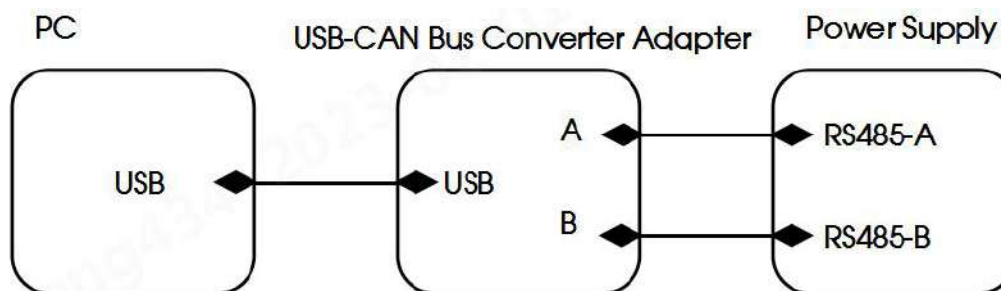 PC
USB-CAN Bus Converter Adapter
Power Supply
A
RS485-A
USB
USB
B
RS485-B